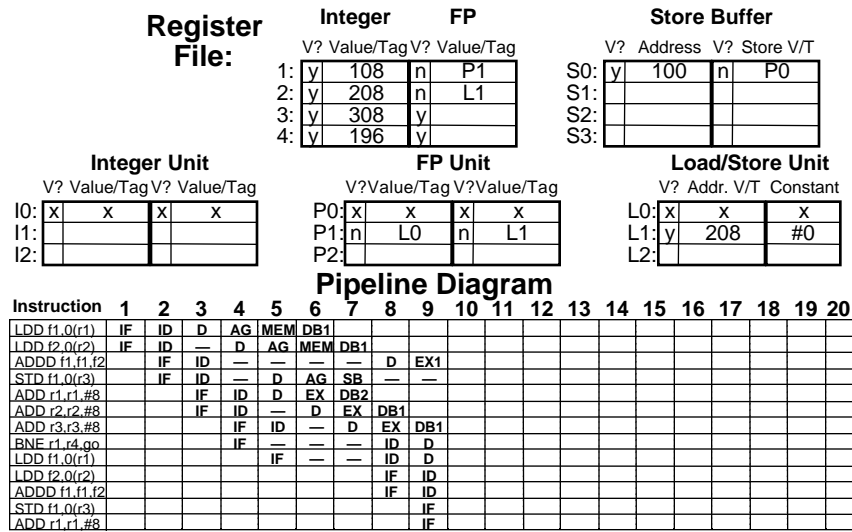 Register File:
Integer FP
V? Value/Tag V? Value/Tag
1: y 108 n P1
2: y 208 n L1
3: y 308 y
4: y 196 y
Store Buffer
V? Address V? Store V/T
S0: y 100 n P0
S1:
S2:
S3:
Integer Unit
V? Value/Tag V? Value/Tag
I0: x x x x
I1:
I2:
FP Unit
V? Value/Tag V? Value/Tag
P0: x x x x
P1: n L0 n L1
P2:
Load/Store Unit
V? Addr. V/T Constant
L0: x x x
L1: y 208 #0
L2:
Pipeline Diagram
Instruction 1 2 3 4 5 6 7 8 9 10 11 12 13 14 15 16 17 18 19 20
LDD f1,0(r1) IF ID D AG MEM DB1
LDD f2,0(r2) IF ID — D AG MEM DB1
ADDD f1,f1,f2 IF ID — — — — D EX1
STD f1,0(r3) IF ID — D AG SB — —
ADD r1,r1,#8 IF ID D EX DB2
ADD r2,r2,#8 IF ID — D EX DB1
ADD r3,r3,#8 IF ID — D EX DB1
BNE r1,r4,go IF — — — ID D
LDD f1,0(r1) IF — — ID D
LDD f2,0(r2) IF ID
ADDD f1,f1,f2 IF ID
STD f1,0(r3) IF
ADD r1,r1,#8 IF